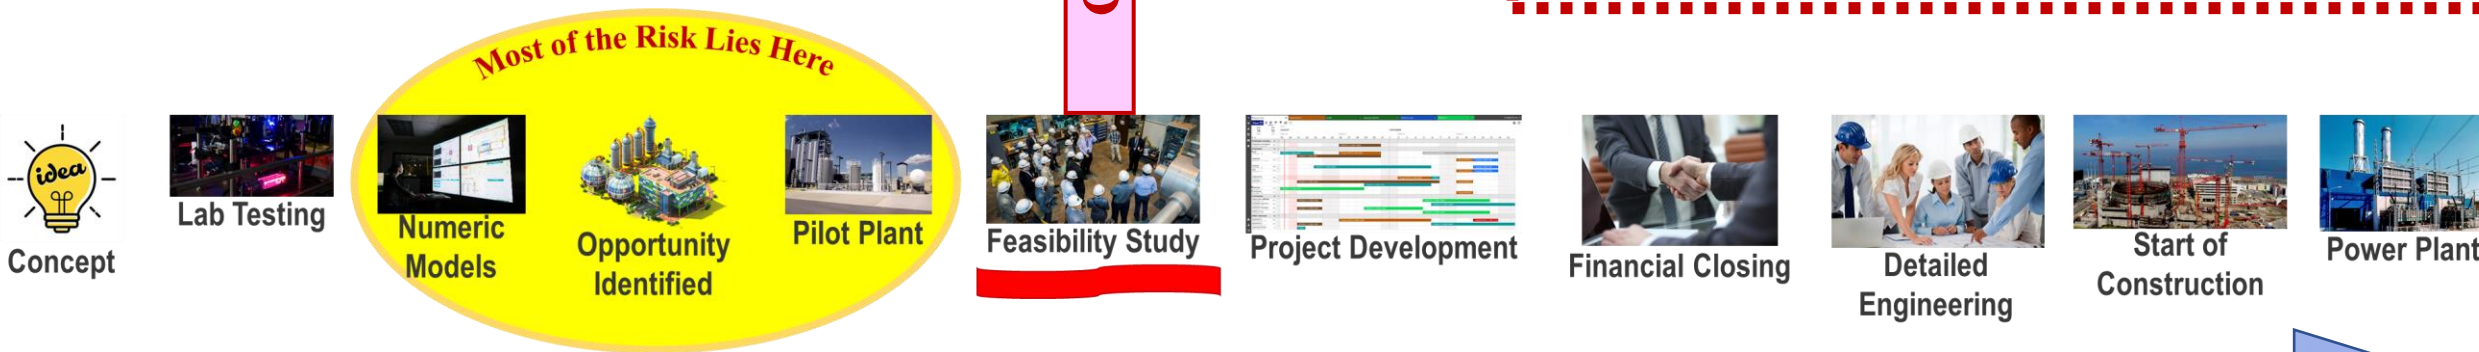 Most of the Risk Lies Here
idea
Concept
Lab Testing
Numeric
Models
Opportunity
Identified
Pilot Plant
Feasibility Study
Project Development
Financial Closing
Detailed
Engineering
Start of
Construction
Power Plant